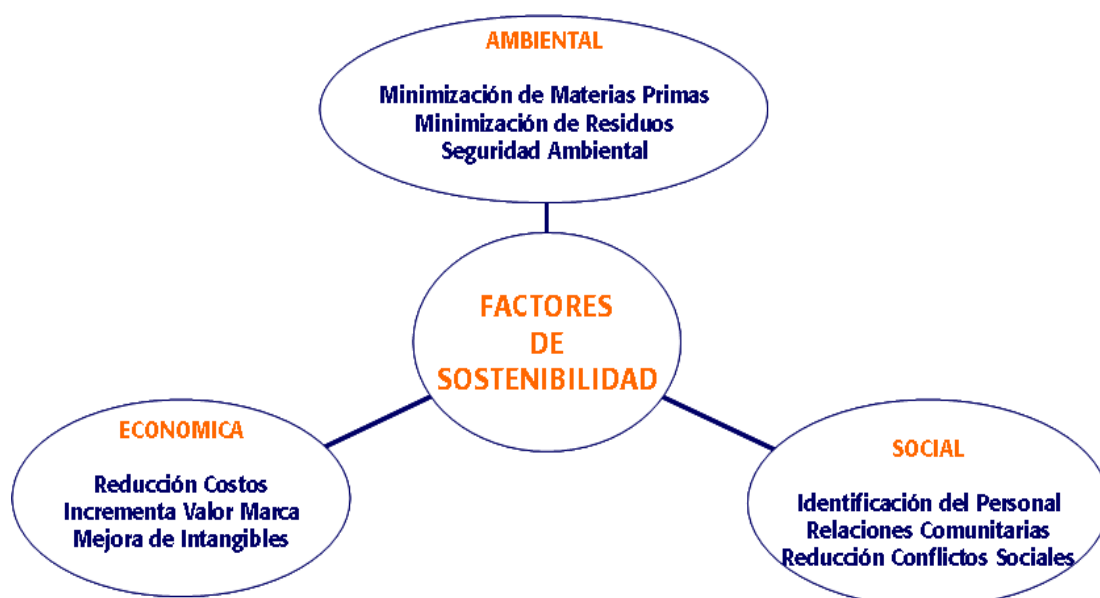 AMBIENTAL
Minimización de Materias Primas
Minimización de Residuos
Seguridad Ambiental
FACTORES
DE
SOSTENIBILIDAD
ECONOMICA
Reducción Costos
Incrementa Valor Marca
Mejora de Intangibles
SOCIAL
Identificación del Personal
Relaciones Comunitarias
Reducción Conflictos Sociales